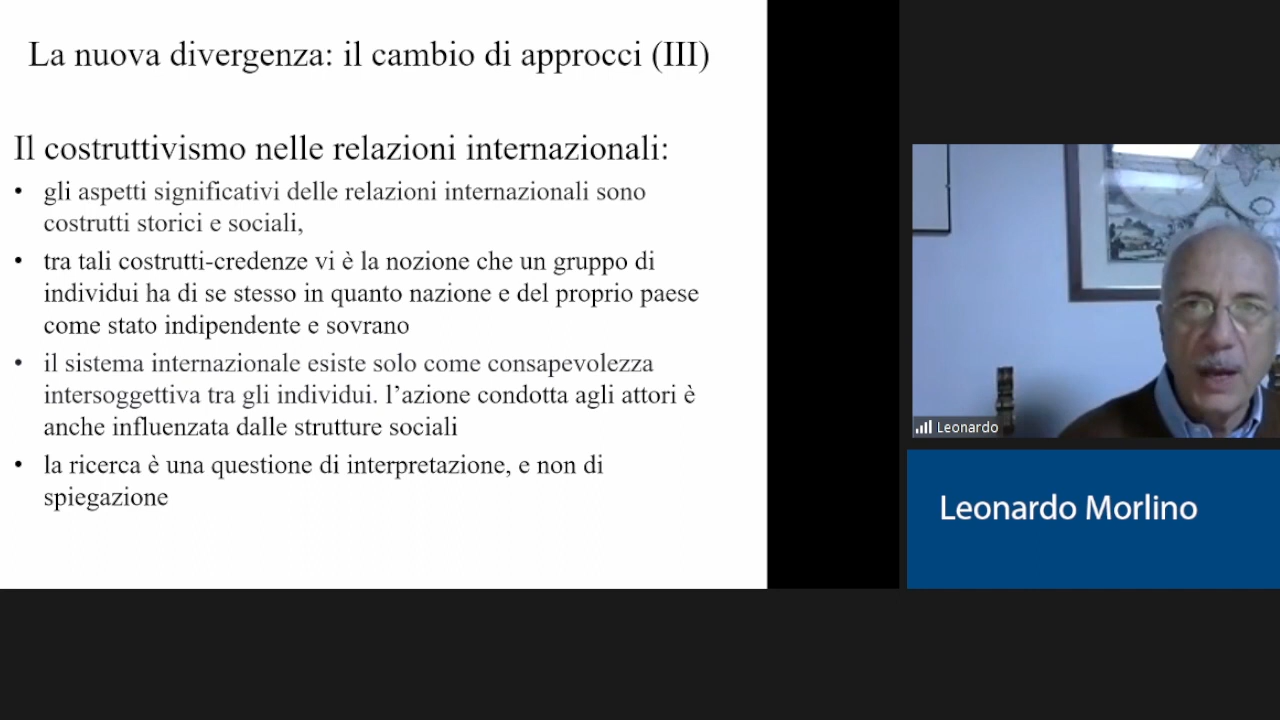 La nuova divergenza: il cambio di approcci (III)
Il costruttivismo nelle relazioni internazionali:
• gli aspetti significativi delle relazioni internazionali sono
costrutti storici e sociali,
• tra tali costrutti-credenze vi è la nozione che un gruppo di
individui ha di se stesso in quanto nazione e del proprio paese
come stato indipendente e sovrano
• il sistema internazionale esiste solo come consapevolezza
intersoggettiva tra gli individui. l’azione condotta agli attori è
anche influenzata dalle strutture sociali
• la ricerca è una questione di interpretazione, e non di
spiegazione
Leonardo
Leonardo Morlino